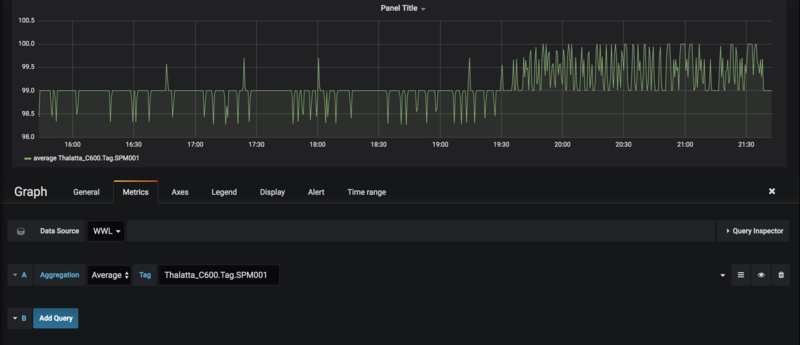 Panel Title
100.5
100.0
99.5
99.0
98.5
98.0
16:00 16:30 17:00 17:30 18:00 18:30 19:00 19:30 20:00 20:30 21:00 21:30
average Thalatta_C600.Tag.SPM001
Graph General Metrics Axes Legend Display Alert Time range ×
Data Source WWL Query Inspector
A Aggregation Average Tag Thalatta_C600.Tag.SPM001
B Add Query